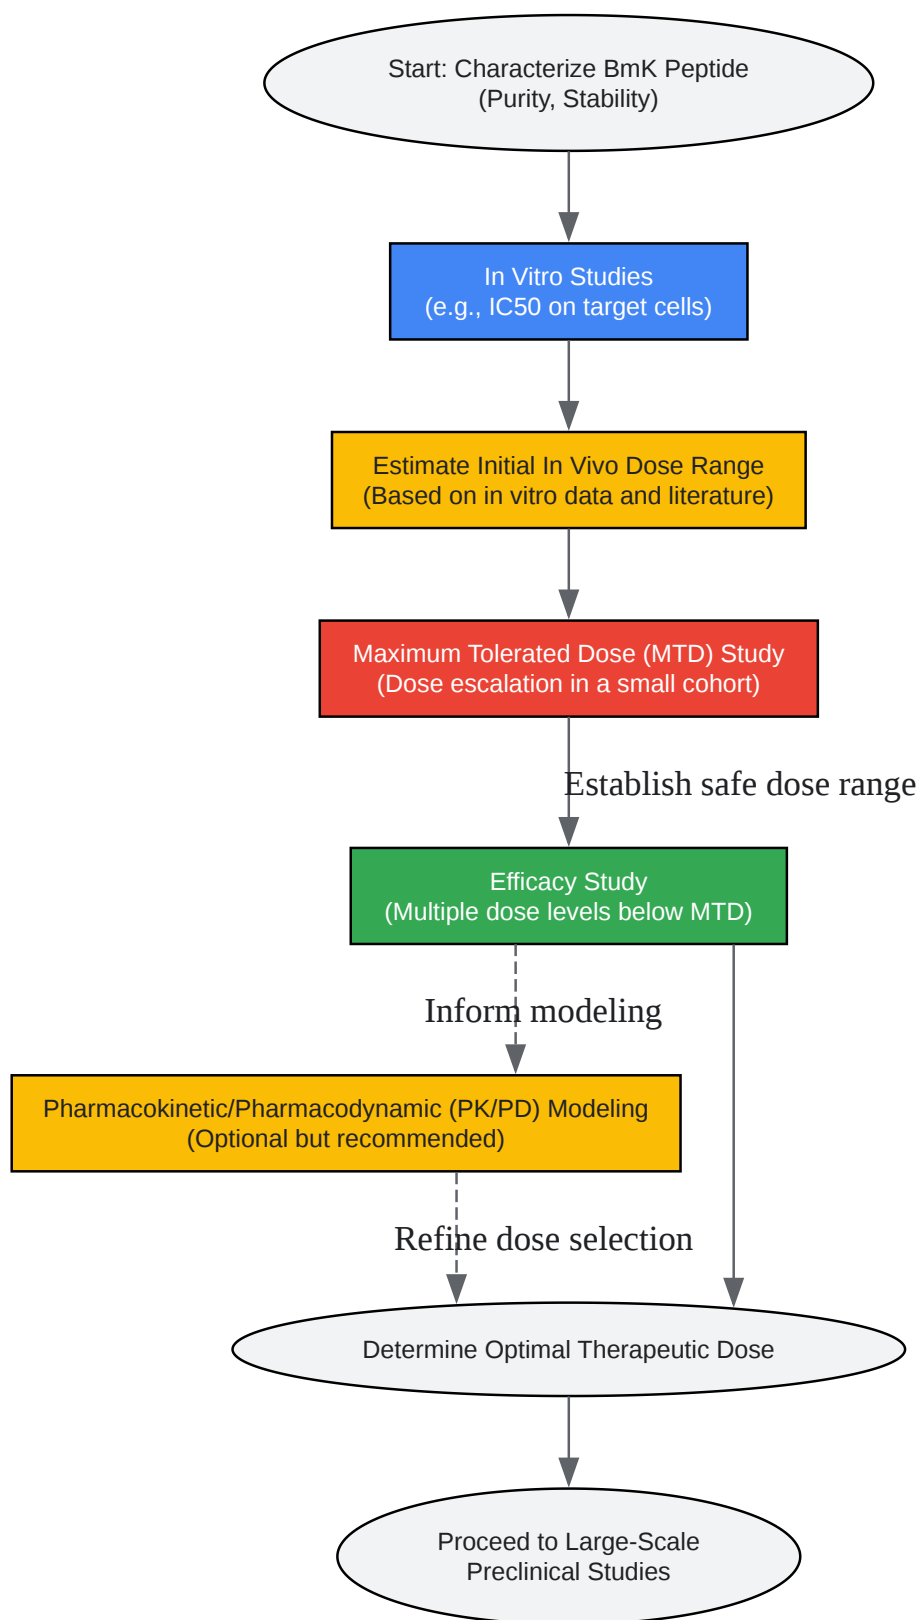 Start: Characterize BmK Peptide
(Purity, Stability)
In Vitro Studies
(e.g., IC50 on target cells)
Estimate Initial In Vivo Dose Range
(Based on in vitro data and literature)
Maximum Tolerated Dose (MTD) Study
(Dose escalation in a small cohort)
Establish safe dose range
Efficacy Study
(Multiple dose levels below MTD)
Inform modeling
Pharmacokinetic/Pharmacodynamic (PK/PD) Modeling
(Optional but recommended)
Refine dose selection
Determine Optimal Therapeutic Dose
Proceed to Large-Scale
Preclinical Studies